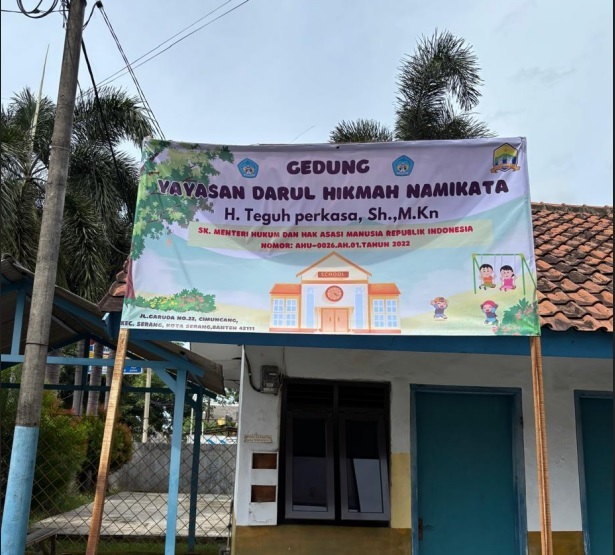 GEDUNG
YAYASAN DARUL HIKMAH NAMIKATA
H. Teguh perkasa, Sh.,M.Kn
SK. MENTERI HUKUM DAN HAK ASASI MANUSIA REPUBLIK INDONESIA
NOMOR: AHU-0026.AH.01.TAHUN 2022
SCHOOL
JL.GARUDA NO.22, CIMUNCANG,
KEC. SERANG, KOTA SERANG,BANTEN 42111